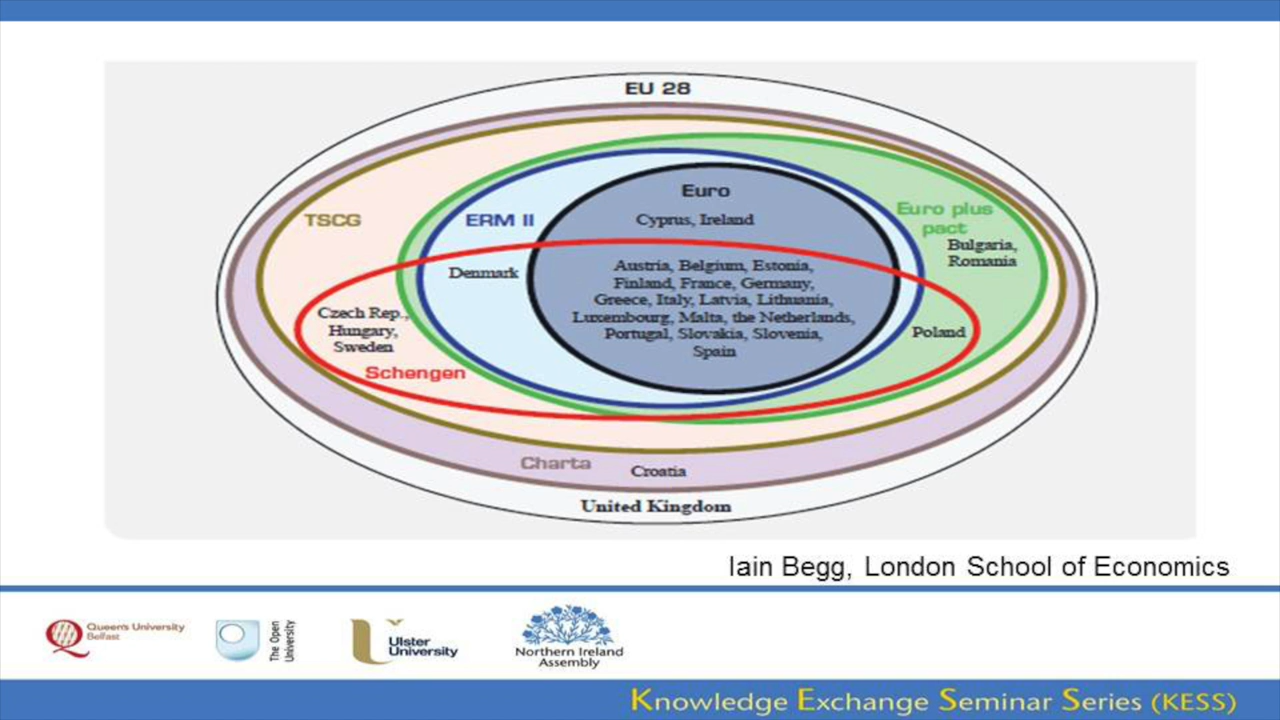 EU 28
Euro
Cyprus, Ireland
TSCG
ERM II
Euro plus
pact
Bulgaria,
Romania
Denmark
Austria, Belgium, Estonia,
Finland, France, Germany,
Greece, Italy, Latvia, Lithuania,
Luxembourg, Malta, the Netherlands,
Portugal, Slovakia, Slovenia,
Spain
Czech Rep.,
Hungary,
Sweden
Poland
Schengen
Charta
Croatia
United Kingdom
Iain Begg, London School of Economics
Queen's University
Belfast
The Open
University
Ulster
University
Northern Ireland
Assembly
Knowledge Exchange Seminar Series (KESS)